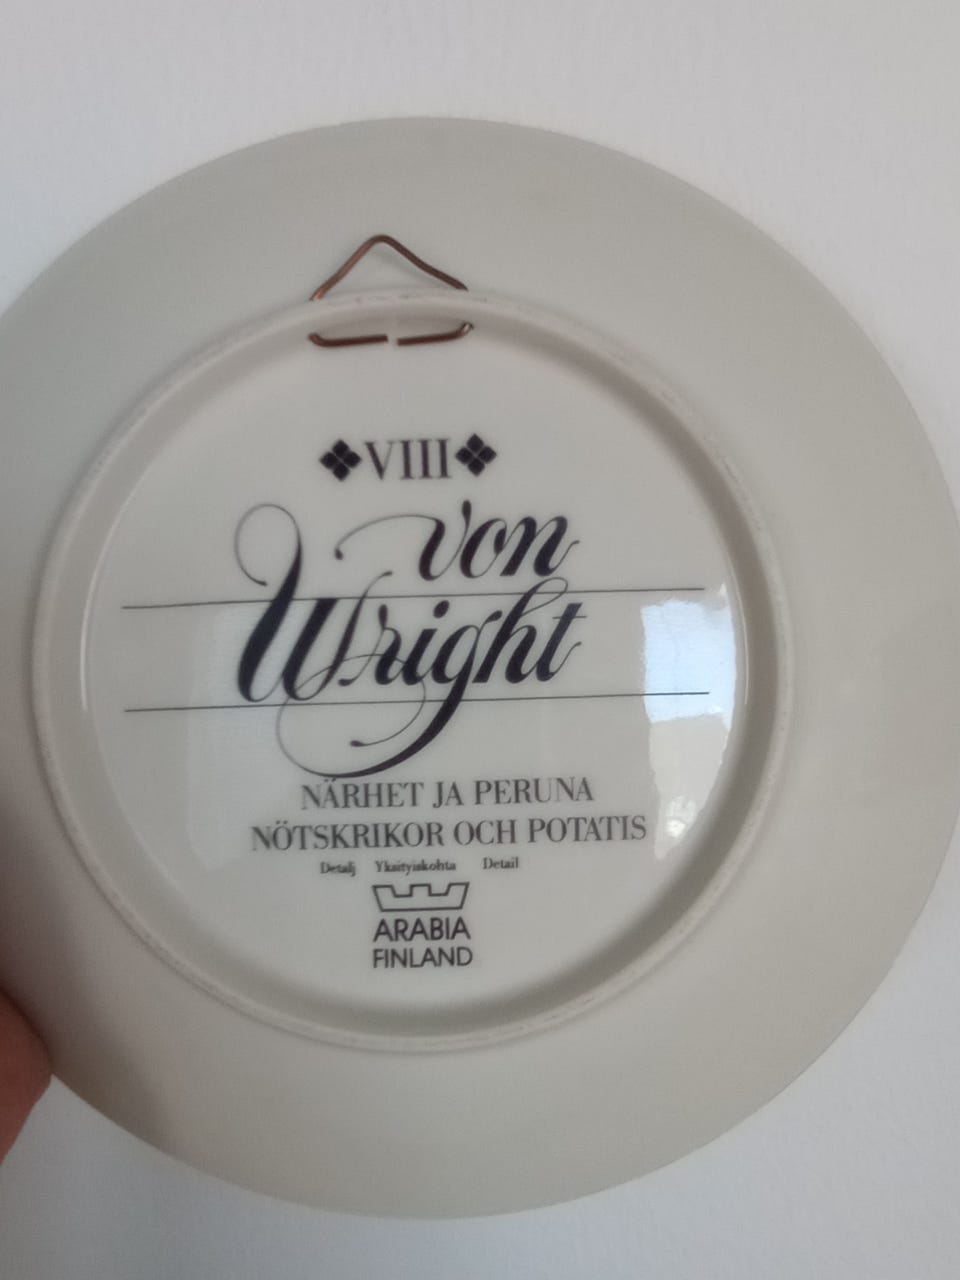 VIII
von
Wright
NÄRHET JA PERUNA
NÖTSKRIKOR OCH POTATIS
Detalj Yksityiskohta Detail
ARABIA
FINLAND